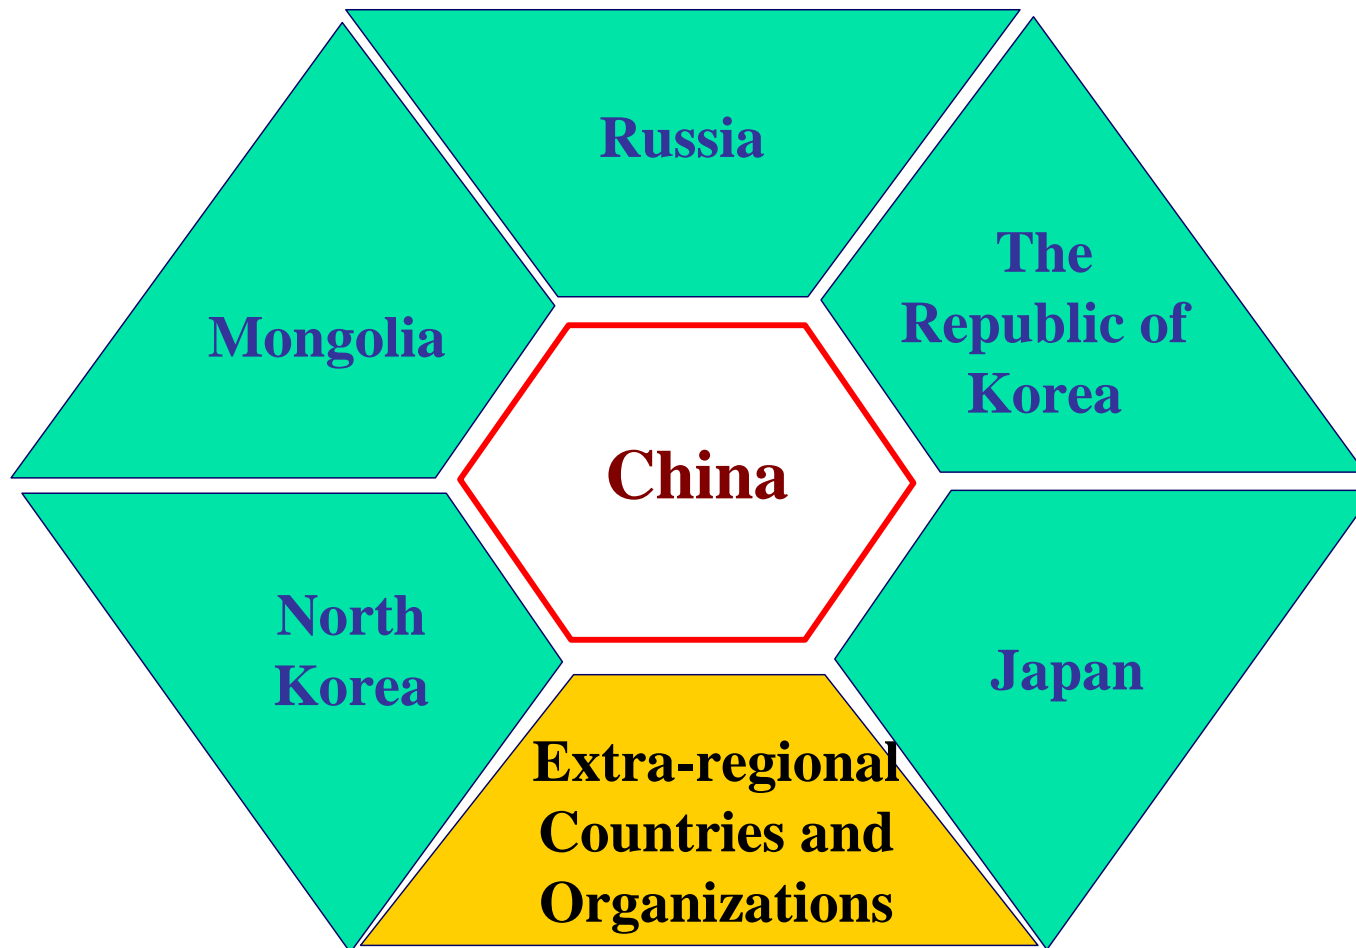 Russia
The
Republic of
Korea
Mongolia
China
North
Korea
Japan
Extra-regional
Countries and
Organizations